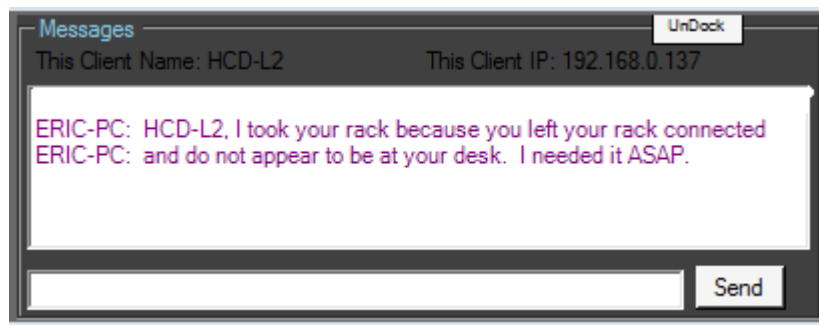 Messages
UnDock
This Client Name: HCD-L2 This Client IP: 192.168.0.137
ERIC-PC: HCD-L2, I took your rack because you left your rack connected
ERIC-PC: and do not appear to be at your desk. I needed it ASAP.
Send